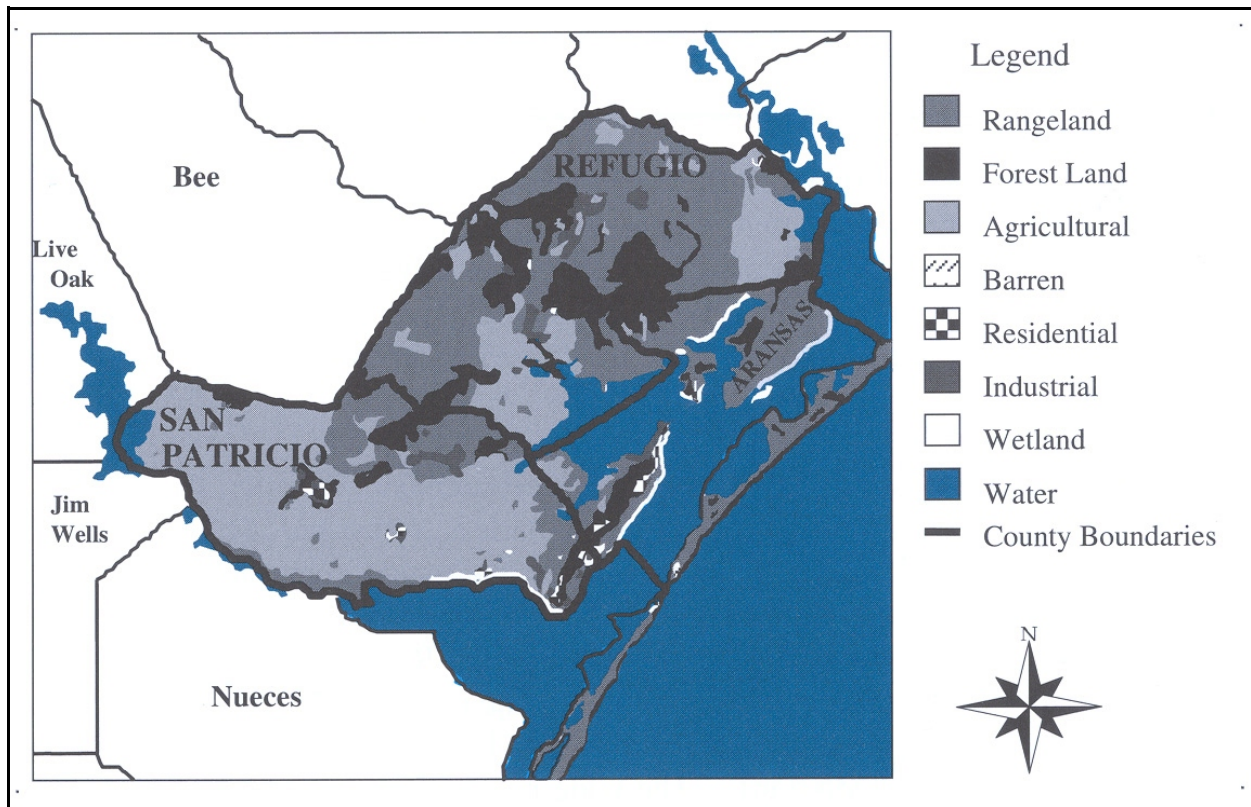 Legend
Rangeland
Forest Land
Agricultural
Barren
Residential
Industrial
Wetland
Water
County Boundaries
N
REFUGIO
Bee
Live
Oak
ARANSAS
SAN
PATRICIO
Jim
Wells
Nueces